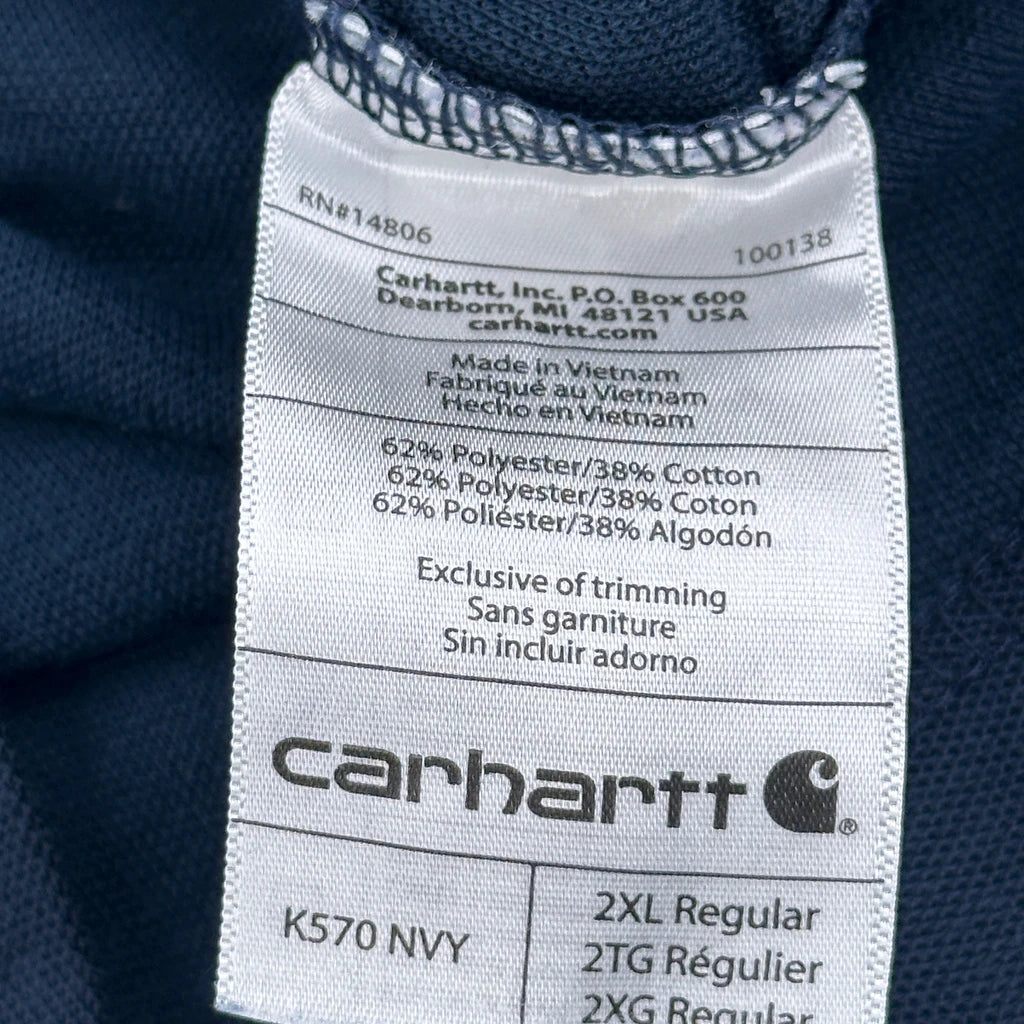 RN#14806
100138
Carhartt, Inc. P.O. Box 600
Dearborn, MI 48121 USA
carhartt.com
Made in Vietnam
Fabriqué au Vietnam
Hecho en Vietnam
62% Polyester/38% Cotton
62% Polyester/38% Coton
62% Poliéster/38% Algodón
Exclusive of trimming
Sans garniture
Sin incluir adorno
carhartt ®
K570 NVY
2XL Regular
2TG Régulier
2XG Regular